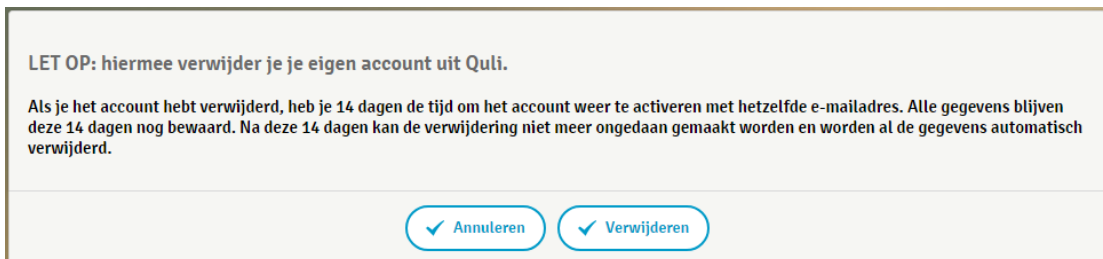 LET OP: hiermee verwijder je je eigen account uit Quli.
Als je het account hebt verwijderd, heb je 14 dagen de tijd om het account weer te activeren met hetzelfde e-mailadres. Alle gegevens blijven
deze 14 dagen nog bewaard. Na deze 14 dagen kan de verwijdering niet meer ongedaan gemaakt worden en worden al de gegevens automatisch
verwijderd.
Annuleren Verwijderen